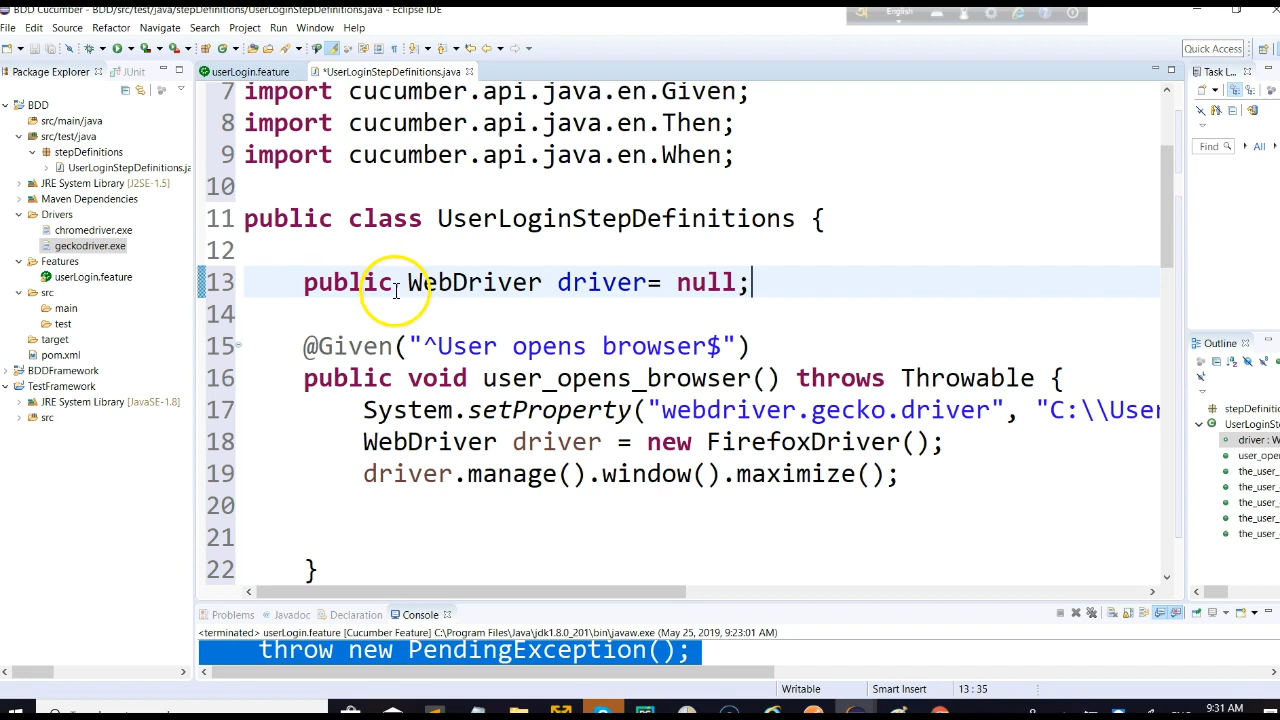 BDD Cucumber - BDD/src/test/java/stepDefinitions/UserLoginStepDefinitions.java - Eclipse IDE
File Edit Source Refactor Navigate Search Project Run Window Help
Quick Access
Package Explorer JUnit
userLogin.feature
*UserLoginStepDefinitions.java
Task L...
BDD
src/main/java
src/test/java
stepDefinitions
UserLoginStepDefinitions.ja
JRE System Library [J2SE-1.5]
Maven Dependencies
Drivers
chromedriver.exe
geckodriver.exe
Features
userLogin.feature
src
main
test
target
pom.xml
BDDFramework
TestFramework
JRE System Library [JavaSE-1.8]
src
7 import cucumber.api.java.en.Given;
8 import cucumber.api.java.en.Then;
9 import cucumber.api.java.en.When;
10
11 public class UserLoginStepDefinitions {
12
13 public WebDriver driver= null;
14
15 @Given("^User opens browser$")
16 public void user_opens_browser() throws Throwable {
17 System.setProperty("webdriver.gecko.driver", "C:\\User
18 WebDriver driver = new FirefoxDriver();
19 driver.manage().window().maximize();
20
21
22 }
Find All
Outline
stepDefiniti
UserLoginSt
driver : W
user_ope
the_user_
the_user_
the_user_
the_user_
the_user_
Problems Javadoc Declaration Console
<terminated> userLogin.feature [Cucumber Feature] C:\Program Files\Java\jdk1.8.0_201\bin\javaw.exe (May 25, 2019, 9:23:01 AM)
throw new PendingException();
Writable Smart Insert 13 : 35
9:31 AM